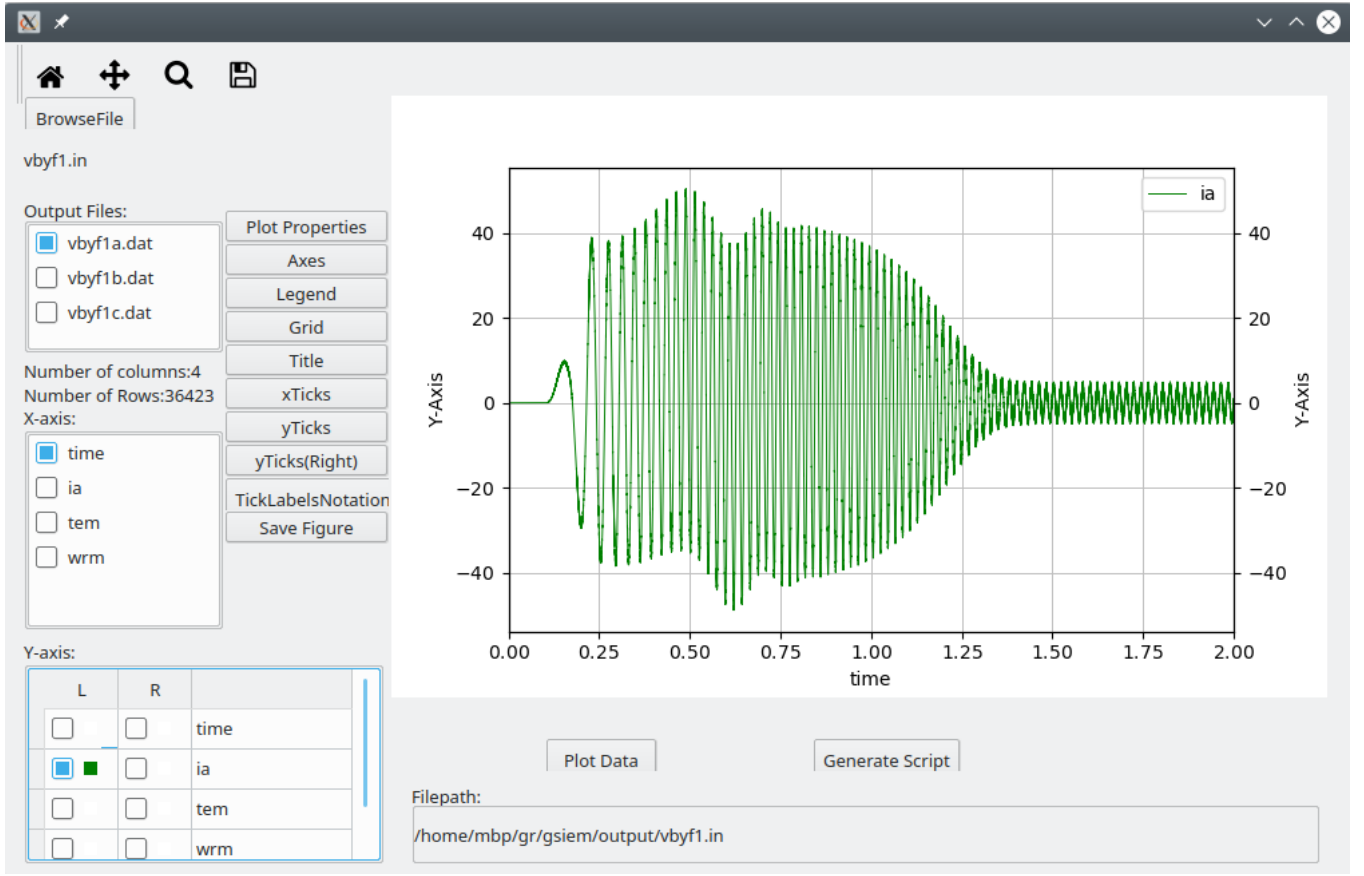 BrowseFile
vbyf1.in
Output Files:
vbyf1a.dat
vbyf1b.dat
vbyf1c.dat
Number of columns:4
Number of Rows:36423
X-axis:
time
ia
tem
wrm
Plot Properties
Axes
Legend
Grid
Title
xTicks
yTicks
yTicks(Right)
TickLabelsNotation
Save Figure
Y-axis:
L R
time
ia
tem
wrm
ia
40
20
0
−20
−40
Y-Axis
40
20
0
−20
−40
Y-Axis
0.00 0.25 0.50 0.75 1.00 1.25 1.50 1.75 2.00
time
Plot Data Generate Script
Filepath:
/home/mbp/gr/gsiem/output/vbyf1.in